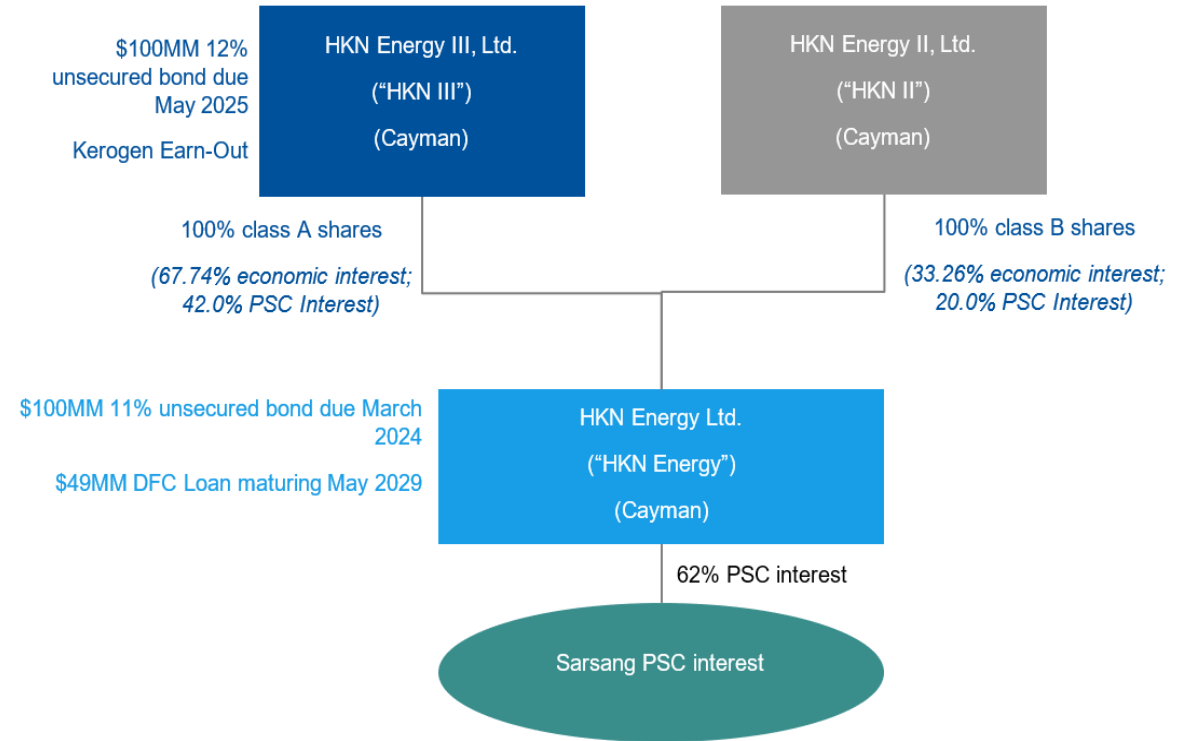 $100MM 12%
unsecured bond due
May 2025
Kerogen Earn-Out
HKN Energy III, Ltd.
(“HKN III”)
(Cayman)
HKN Energy II, Ltd.
(“HKN II”)
(Cayman)
100% class A shares
(67.74% economic interest;
42.0% PSC Interest)
100% class B shares
(33.26% economic interest;
20.0% PSC Interest)
$100MM 11% unsecured bond due March
2024
$49MM DFC Loan maturing May 2029
HKN Energy Ltd.
(“HKN Energy”)
(Cayman)
62% PSC interest
Sarsang PSC interest